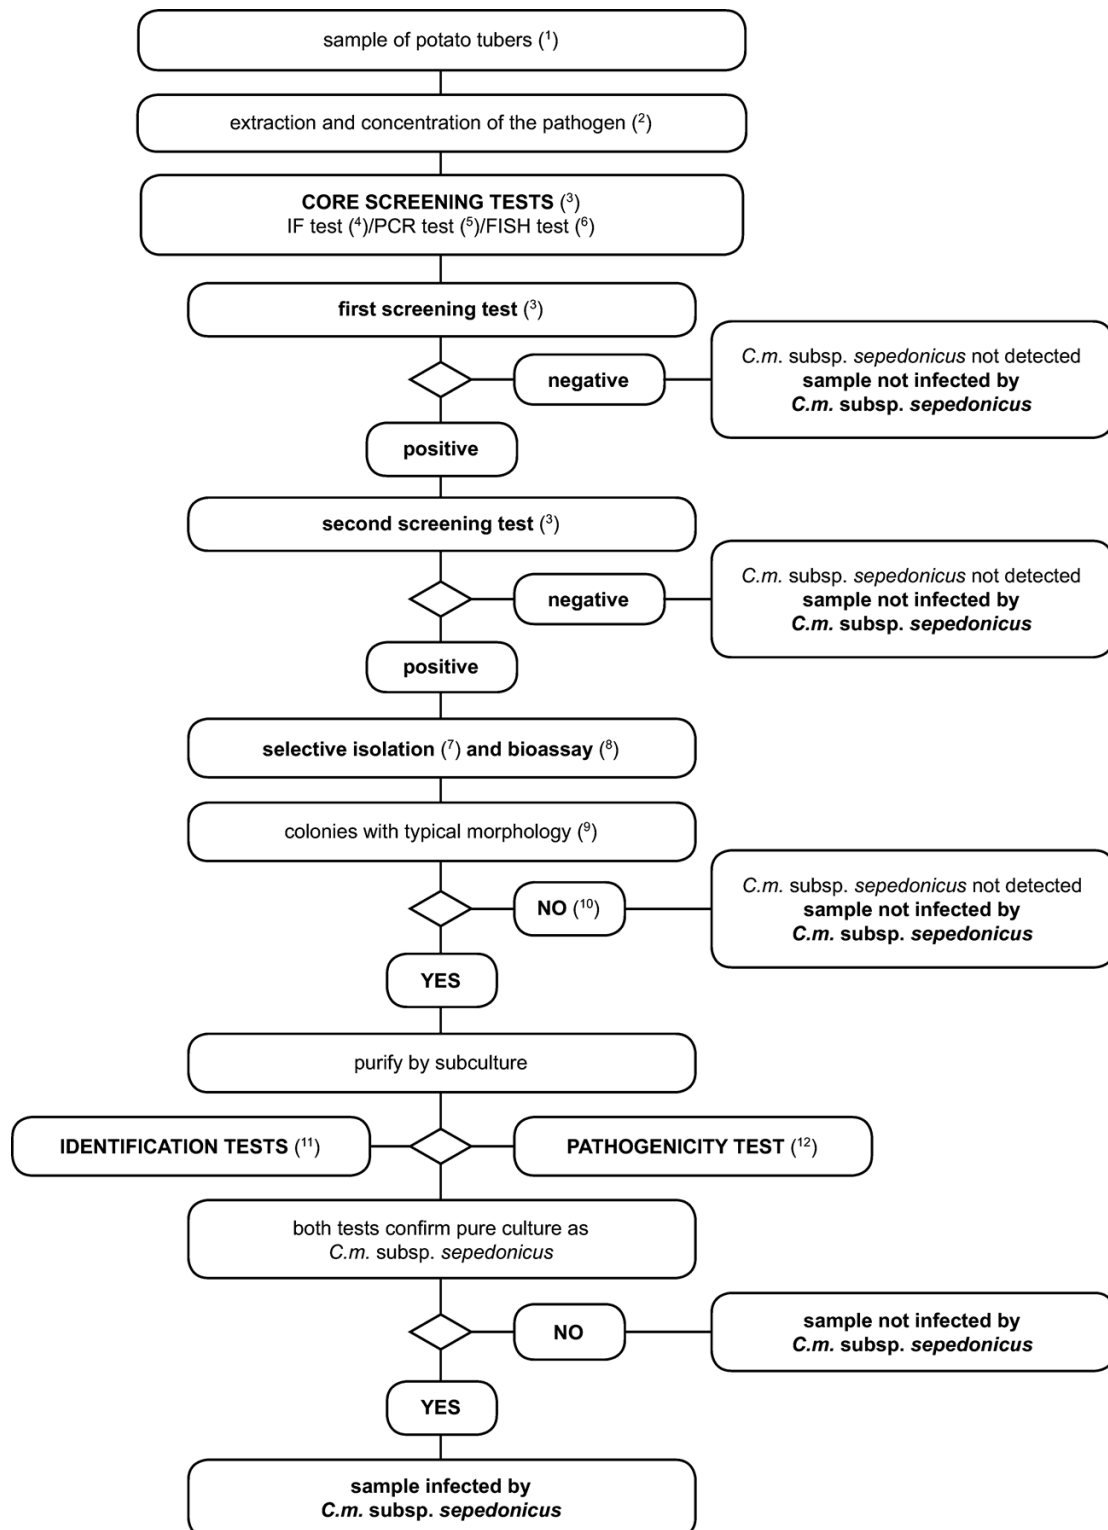 sample of potato tubers (¹)
extraction and concentration of the pathogen (²)
CORE SCREENING TESTS (³)
IF test (⁴)/PCR test (⁵)/FISH test (⁶)
first screening test (³)
negative
C.m. subsp. sepedonicus not detected
sample not infected by
C.m. subsp. sepedonicus
positive
second screening test (³)
negative
C.m. subsp. sepedonicus not detected
sample not infected by
C.m. subsp. sepedonicus
positive
selective isolation (⁷) and bioassay (⁸)
colonies with typical morphology (⁹)
NO (¹⁰)
C.m. subsp. sepedonicus not detected
sample not infected by
C.m. subsp. sepedonicus
YES
purify by subculture
IDENTIFICATION TESTS (¹¹)
PATHOGENICITY TEST (¹²)
both tests confirm pure culture as
C.m. subsp. sepedonicus
NO
sample not infected by
C.m. subsp. sepedonicus
YES
sample infected by
C.m. subsp. sepedonicus